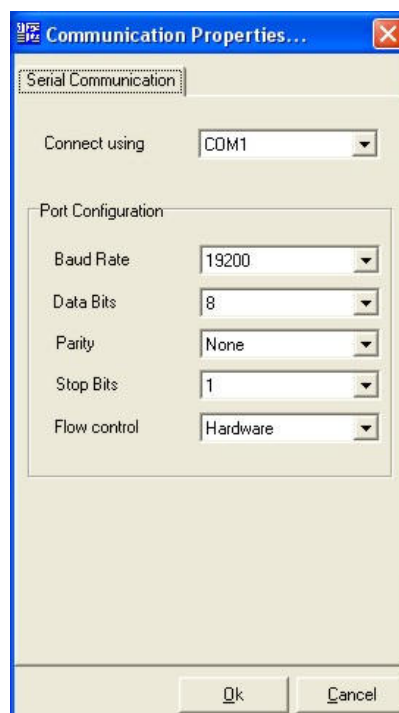 Communication Properties...
Serial Communication
Connect using COM1
Port Configuration
Baud Rate 19200
Data Bits 8
Parity None
Stop Bits 1
Flow control Hardware
Ok Cancel